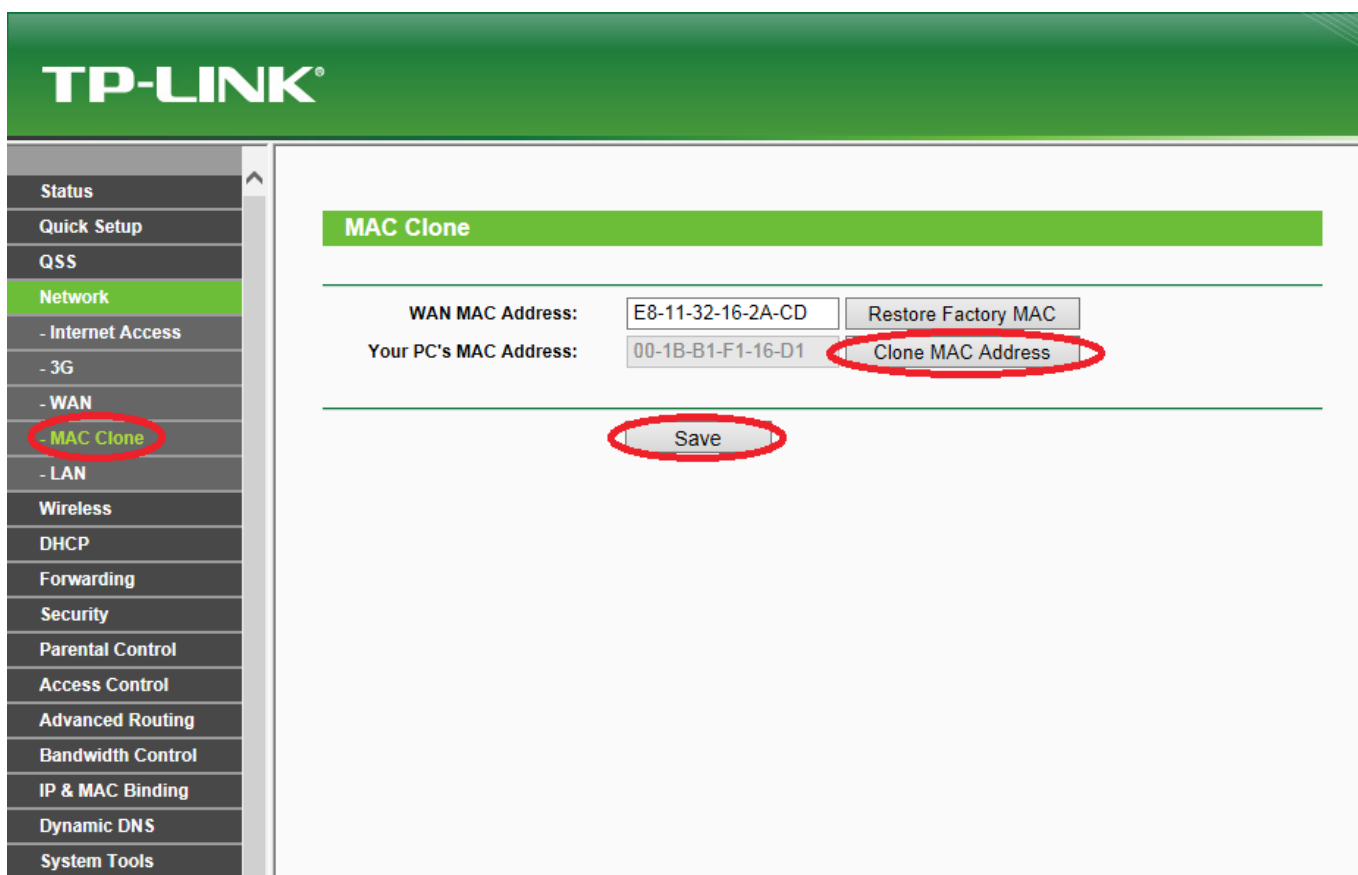 TP-LINK®
Status
Quick Setup
QSS
Network
- Internet Access
- 3G
- WAN
- MAC Clone
- LAN
Wireless
DHCP
Forwarding
Security
Parental Control
Access Control
Advanced Routing
Bandwidth Control
IP & MAC Binding
Dynamic DNS
System Tools
MAC Clone
WAN MAC Address: E8-11-32-16-2A-CD Restore Factory MAC
Your PC's MAC Address: 00-1B-B1-F1-16-D1 Clone MAC Address
Save